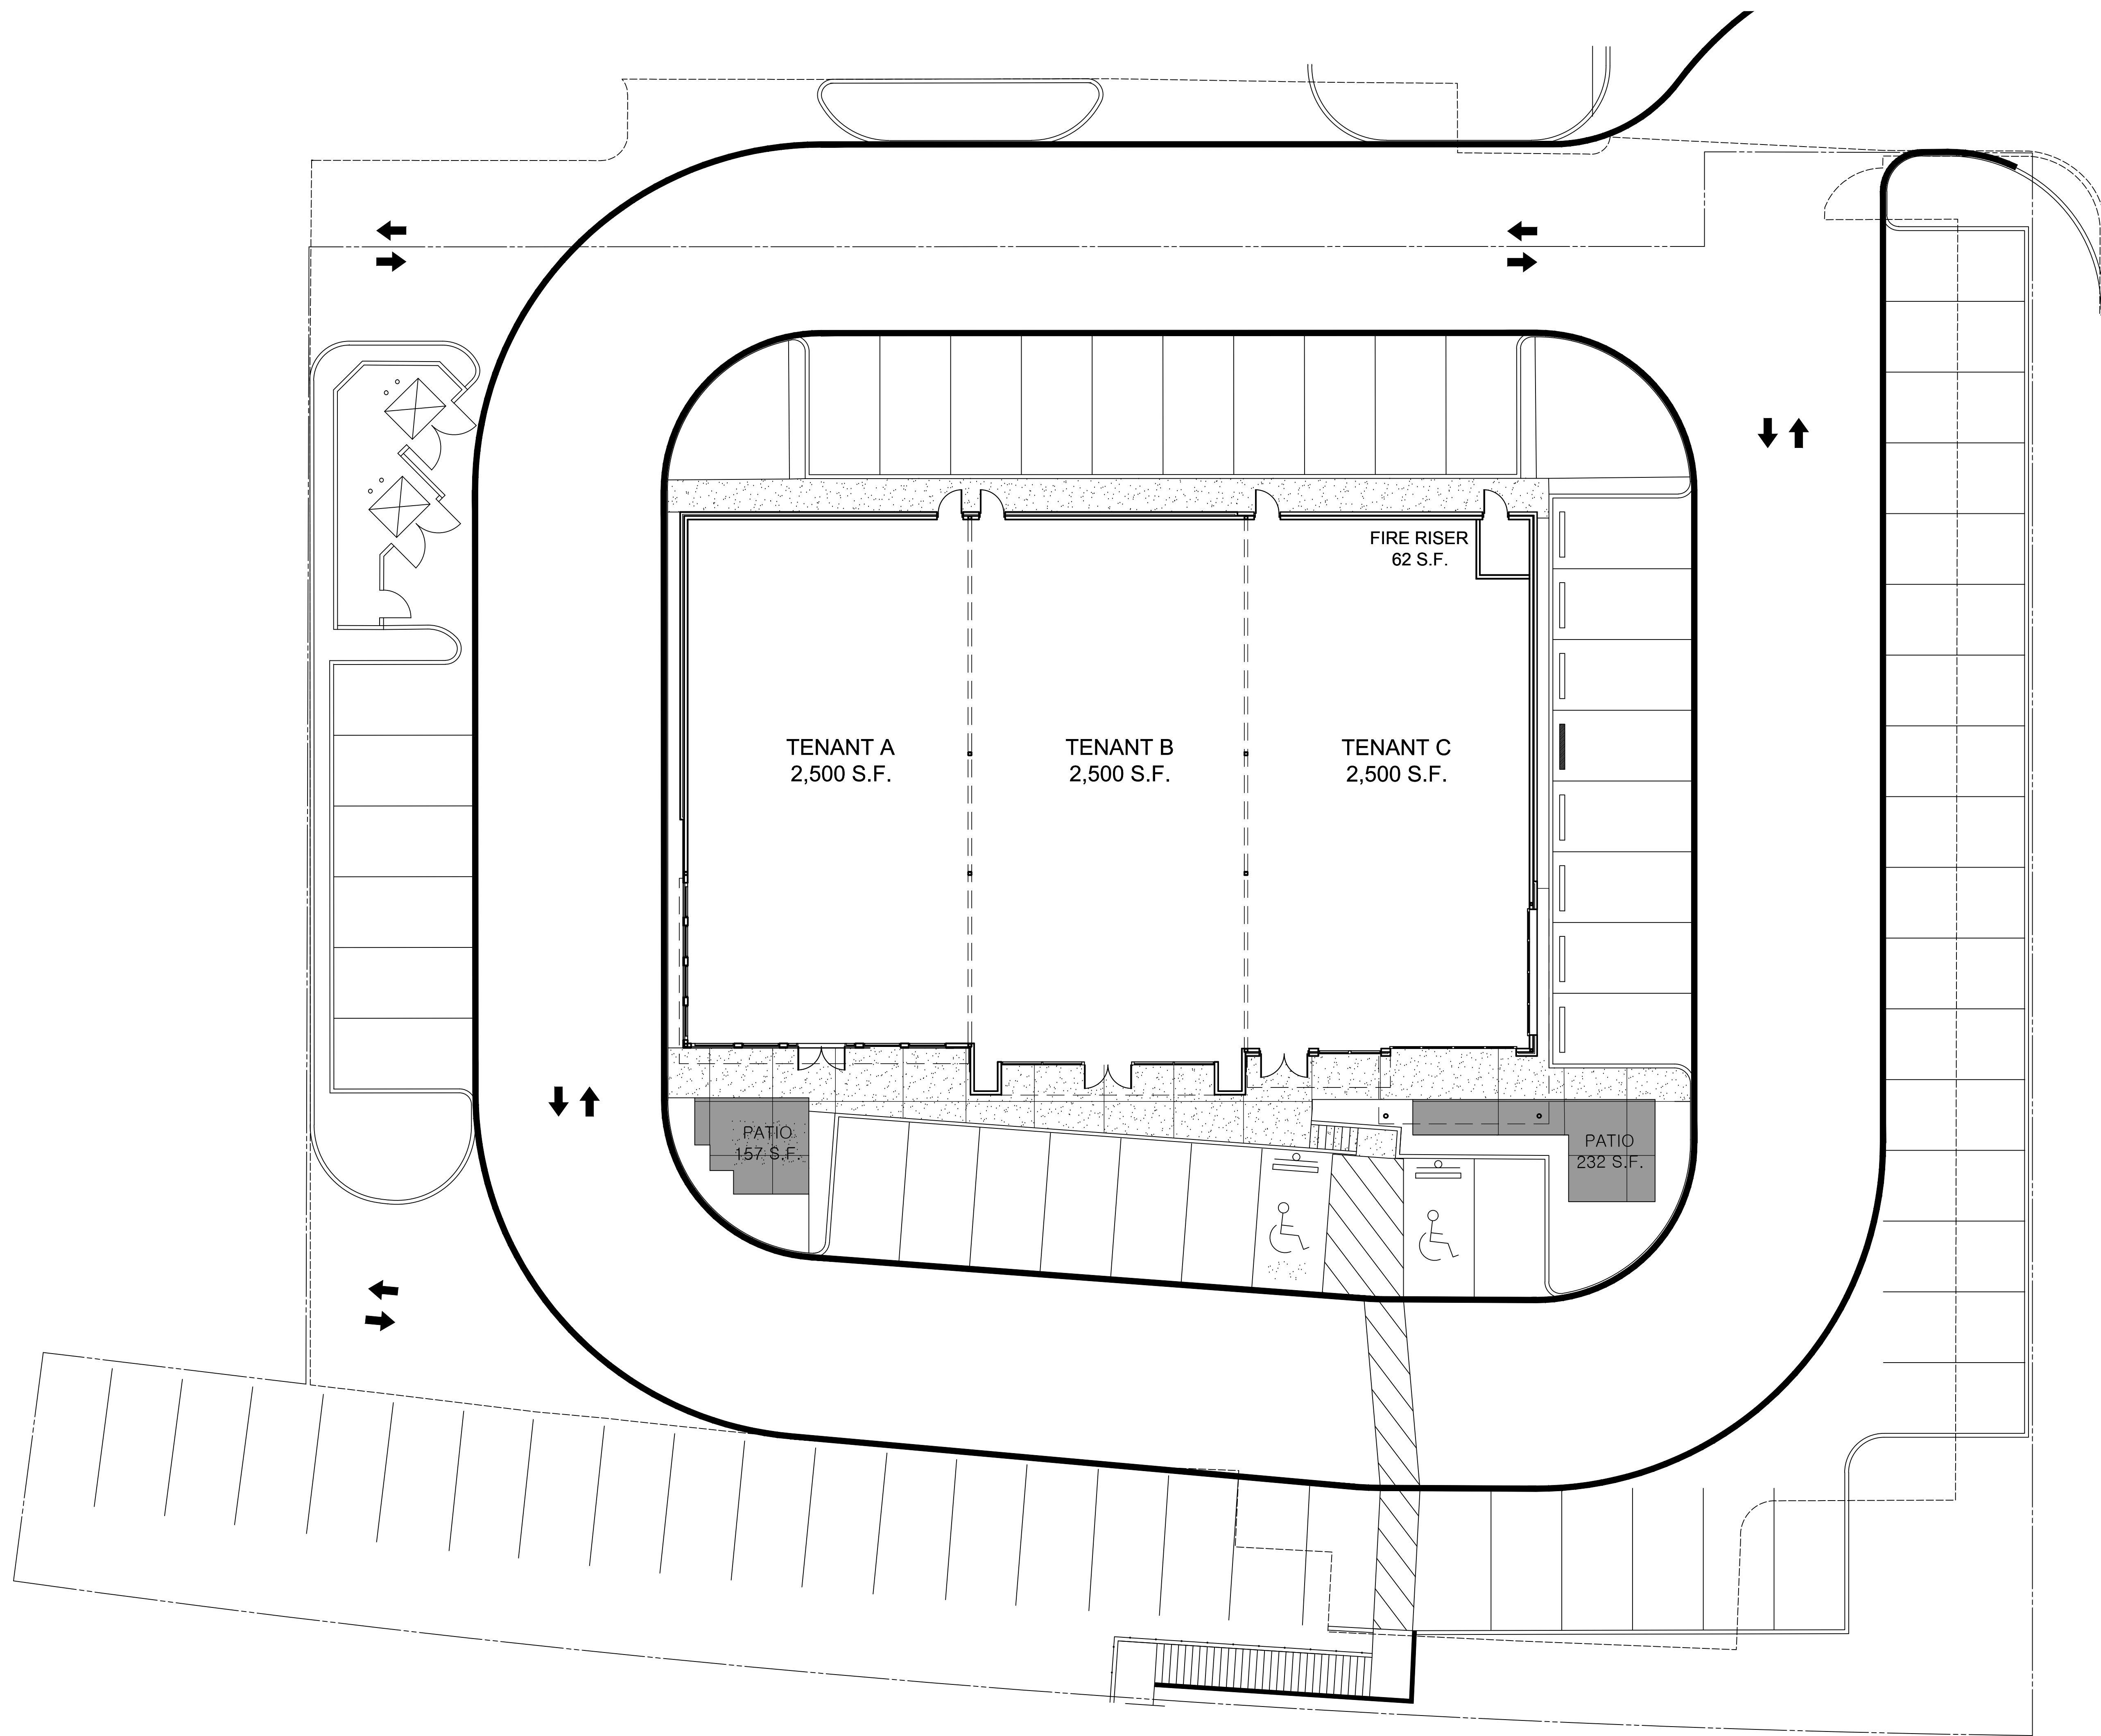 FIRE RISER
62 S.F.
TENANT A
2,500 S.F.
TENANT B
2,500 S.F.
TENANT C
2,500 S.F.
PATIO
157 S.F.
PATIO
232 S.F.